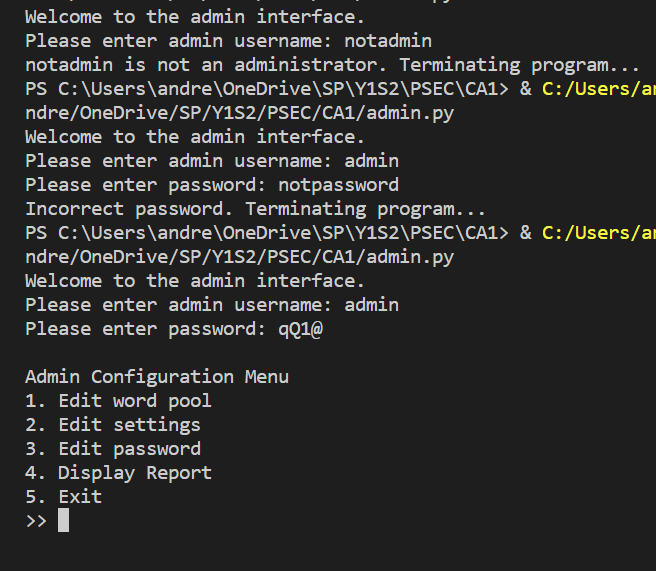 Welcome to the admin interface.
Please enter admin username: notadmin
notadmin is not an administrator. Terminating program...
PS C:\Users\andre\OneDrive\SP\Y1S2\PSEC\CA1> & C:/Users/an
ndre/OneDrive/SP/Y1S2/PSEC/CA1/admin.py
Welcome to the admin interface.
Please enter admin username: admin
Please enter password: notpassword
Incorrect password. Terminating program...
PS C:\Users\andre\OneDrive\SP\Y1S2\PSEC\CA1> & C:/Users/an
ndre/OneDrive/SP/Y1S2/PSEC/CA1/admin.py
Welcome to the admin interface.
Please enter admin username: admin
Please enter password: qQ1@
Admin Configuration Menu
1. Edit word pool
2. Edit settings
3. Edit password
4. Display Report
5. Exit
>>